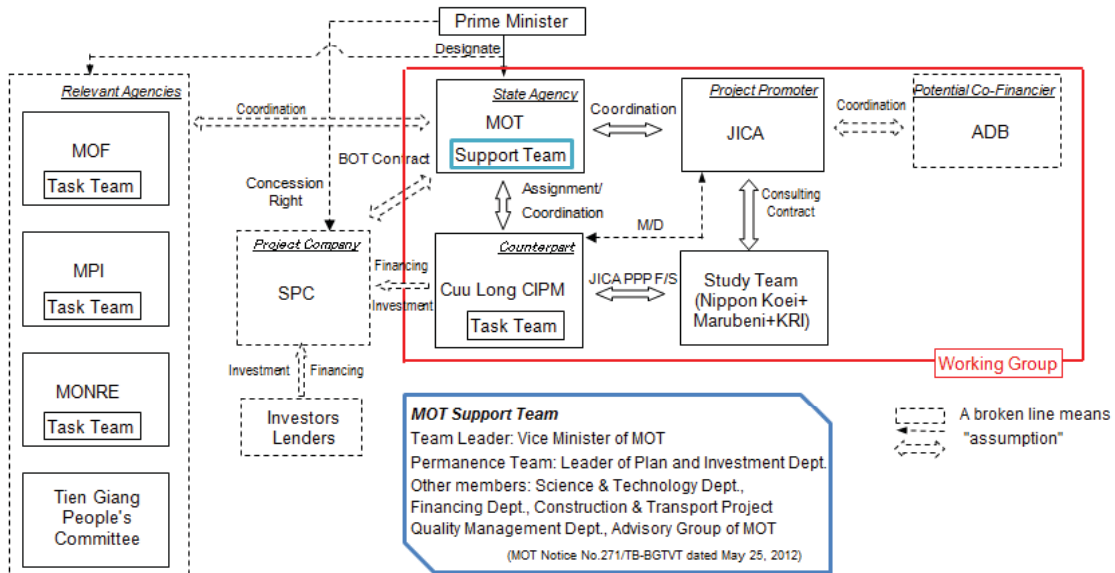 Prime Minister
Designate
Relevant Agencies
MOF
Task Team
MPI
Task Team
MONRE
Task Team
Tien Giang
People's
Committee
Coordination
BOT Contract
Concession
Right
State Agency
MOT
Support Team
Coordination
Project Promoter
JICA
Coordination
Potential Co-Financier
ADB
Assignment/
Coordination
M/D
Consulting
Contract
Project Company
SPC
Financing
Investment
Counterpart
Cuu Long CIPM
Task Team
JICA PPP F/S
Study Team
(Nippon Koei+
Marubeni+KRI)
Working Group
Investment
Financing
Investors
Lenders
MOT Support Team
Team Leader: Vice Minister of MOT
Permanence Team: Leader of Plan and Investment Dept.
Other members: Science & Technology Dept.,
Financing Dept., Construction & Transport Project
Quality Management Dept., Advisory Group of MOT
(MOT Notice No.271/TB-BGTVT dated May 25, 2012)
A broken line means
"assumption"